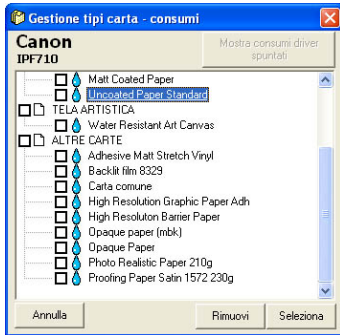 Gestione tipi carta - consumi
Canon
IPF710
Mostra consumi driver
spuntati
Matt Coated Paper
Uncoated Paper Standard
TELA ARTISTICA
Water Resistant Art Canvas
ALTRE CARTE
Adhesive Matt Stretch Vinyl
Backlit film 8329
Carta comune
High Resolution Graphic Paper Adh
High Resoluton Barrier Paper
Opaque paper (mbk)
Opaque Paper
Photo Realistic Paper 210g
Proofing Paper Satin 1572 230g
Annulla
Rimuovi
Seleziona